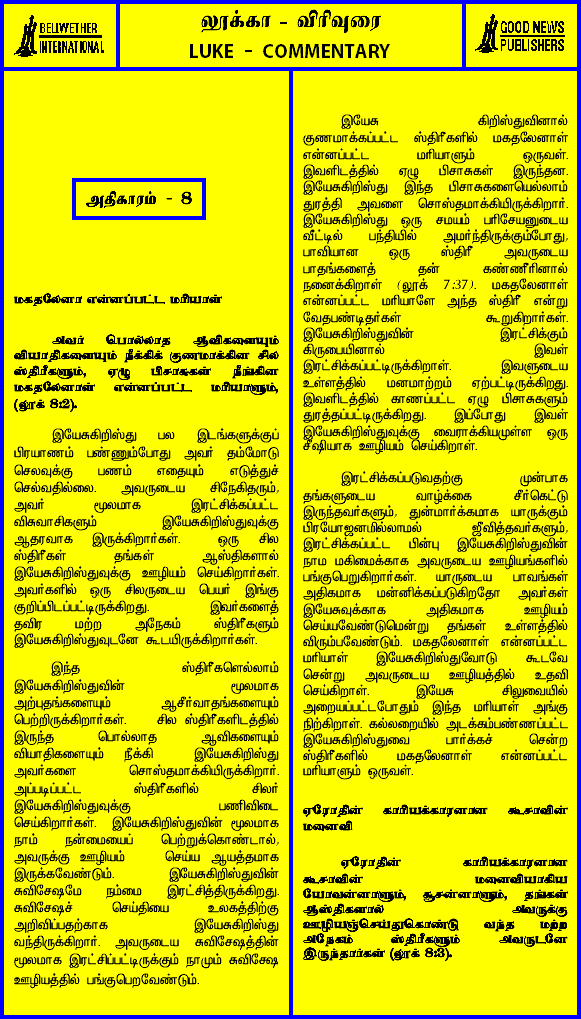 BELWETHER
INTERNATIONAL
லூக்கா - விரிவுரை
LUKE - COMMENTARY
GOOD NEWS
PUBLISHERS
அதிகாரம் - 8
மகதலேனா என்னப்பட்ட மரியாள்
அவர் பொல்லாத ஆவிகளையும்
வியாதிகளையும் நீக்கிக் குணமாக்கின சில
ஸ்திரீகளும், ஏழு பிசாசுகள் நீங்கின
மகதலேனாள் என்னப்பட்ட மரியாளும்,
(லூக் 8:2).
இயேசுகிறிஸ்து பல இடங்களுக்குப்
பிரயாணம் பண்ணும்போது அவர் தம்மோடு
செலவுக்கு பணம் எதையும் எடுத்துச்
செல்வதில்லை. அவருடைய சிநேகிதரும்,
அவர் மூலமாக இரட்சிக்கப்பட்ட
விசுவாசிகளும் இயேசுகிறிஸ்துவுக்கு
ஆதரவாக இருக்கிறார்கள். ஒரு சில
ஸ்திரீகள் தங்கள் ஆஸ்திகளால்
இயேசுகிறிஸ்துவுக்கு ஊழியம் செய்கிறார்கள்.
அவர்களில் ஒரு சிலருடைய பெயர் இங்கு
குறிப்பிடப்பட்டிருக்கிறது. இவர்களைத்
தவிர மற்ற அநேகம் ஸ்திரீகளும்
இயேசுகிறிஸ்துவுடனே கூடயிருக்கிறார்கள்.
இந்த ஸ்திரீகளெல்லாம்
இயேசுகிறிஸ்துவின் மூலமாக
அற்புதங்களையும் ஆசீர்வாதங்களையும்
பெற்றிருக்கிறார்கள். சில ஸ்திரீகளிடத்தில்
இருந்த பொல்லாத ஆவிகளையும்
வியாதிகளையும் நீக்கி இயேசுகிறிஸ்து
அவர்களை சொஸ்தமாக்கியிருக்கிறார்.
அப்படிப்பட்ட ஸ்திரீகளில் சிலர்
இயேசுகிறிஸ்துவுக்கு பணிவிடை
செய்கிறார்கள். இயேசுகிறிஸ்துவின் மூலமாக
நாம் நன்மையைப் பெற்றுக்கொண்டால்,
அவருக்கு ஊழியம் செய்ய ஆயத்தமாக
இருக்கவேண்டும். இயேசுகிறிஸ்துவின்
சுவிசேஷமே நம்மை இரட்சித்திருக்கிறது.
சுவிசேஷச் செய்தியை உலகத்திற்கு
அறிவிப்பதற்காக இயேசுகிறிஸ்து
வந்திருக்கிறார். அவருடைய சுவிசேஷத்தின்
மூலமாக இரட்சிப்பட்டிருக்கும் நாமும் சுவிசேஷ
ஊழியத்தில் பங்குபெறவேண்டும்.
இயேசு கிறிஸ்துவினால்
குணமாக்கப்பட்ட ஸ்திரீகளில் மகதலேனாள்
என்னப்பட்ட மரியாளும் ஒருவள்.
இவளிடத்தில் ஏழு பிசாசுகள் இருந்தன.
இயேசுகிறிஸ்து இந்த பிசாசுகளையெல்லாம்
துரத்தி அவளை சொஸ்தமாக்கியிருக்கிறார்.
இயேசுகிறிஸ்து ஒரு சமயம் பரிசேயனுடைய
வீட்டில் பந்தியில் அமர்ந்திருக்கும்போது,
பாவியான ஒரு ஸ்திரீ அவருடைய
பாதங்களைத் தன் கண்ணீரினால்
நனைக்கிறாள் (லூக் 7:37). மகதலேனாள்
என்னப்பட்ட மரியாளே அந்த ஸ்திரீ என்று
வேதபண்டிதர்கள் கூறுகிறார்கள்.
இயேசுகிறிஸ்துவின் இரட்சிக்கும்
கிருபையினால் இவள்
இரட்சிக்கப்பட்டிருக்கிறாள். இவளுடைய
உள்ளத்தில் மனமாற்றம் ஏற்பட்டிருக்கிறது.
இவளிடத்தில் காணப்பட்ட ஏழு பிசாசுகளும்
துரத்தப்பட்டிருக்கிறது. இப்போது இவள்
இயேசுகிறிஸ்துவுக்கு வைராக்கியமுள்ள ஒரு
சீஷியாக ஊழியம் செய்கிறாள்.
இரட்சிக்கப்படுவதற்கு முன்பாக
தங்களுடைய வாழ்க்கை சீர்கெட்டு
இருந்தவர்களும், துன்மார்க்கமாக யாருக்கும்
பிரயோஜனமில்லாமல் ஜீவித்தவர்களும்,
இரட்சிக்கப்பட்ட பின்பு இயேசுகிறிஸ்துவின்
நாம மகிமைக்காக அவருடைய ஊழியங்களில்
பங்குபெறுகிறார்கள். யாருடைய பாவங்கள்
அதிகமாக மன்னிக்கப்படுகிறதோ அவர்கள்
இயேசுவுக்காக அதிகமாக ஊழியம்
செய்யவேண்டுமென்று தங்கள் உள்ளத்தில்
விரும்பவேண்டும். மகதலேனாள் என்னப்பட்ட
மரியாள் இயேசுகிறிஸ்துவோடு கூடவே
சென்று அவருடைய ஊழியத்தில் உதவி
செய்கிறாள். இயேசு சிலுவையில்
அறையப்பட்டபோதும் இந்த மரியாள் அங்கு
நிற்கிறாள். கல்லறையில் அடக்கம்பண்ணப்பட்ட
இயேசுகிறிஸ்துவை பார்க்கச் சென்ற
ஸ்திரீகளில் மகதலேனாள் என்னப்பட்ட
மரியாளும் ஒருவள்.
ஏரோதின் காரியக்காரனான கூசாவின்
மனைவி
ஏரோதின் காரியக்காரனான
கூசாவின் மனைவியாகிய
யோவன்னாளும், சூசன்னாளும், தங்கள்
ஆஸ்திகளால் அவருக்கு
ஊழியஞ்செய்துகொண்டு வந்த மற்ற
அநேகம் ஸ்திரீகளும் அவருடனே
இருந்தார்கள் (லூக் 8:3).